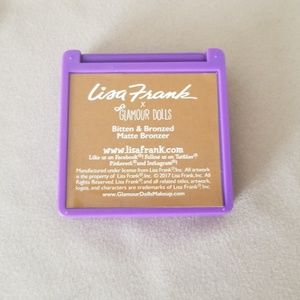 Lisa Frank
x
GLAMOUR DOLLS
Bitten & Bronzed
Matte Bronzer
www.lisafrank.com
Like us on Facebook® Follow us on Twitter®
Pinterest® and Instagram®
Manufactured under license from Lisa Frank® Inc. All artwork
is the property of Lisa Frank® Inc. © 2017 Lisa Frank, Inc. All
Rights Reserved. Lisa Frank® and all related titles, artwork,
logos, and characters are trademarks of Lisa Frank® Inc.
www.GlamourDollsMakeup.com